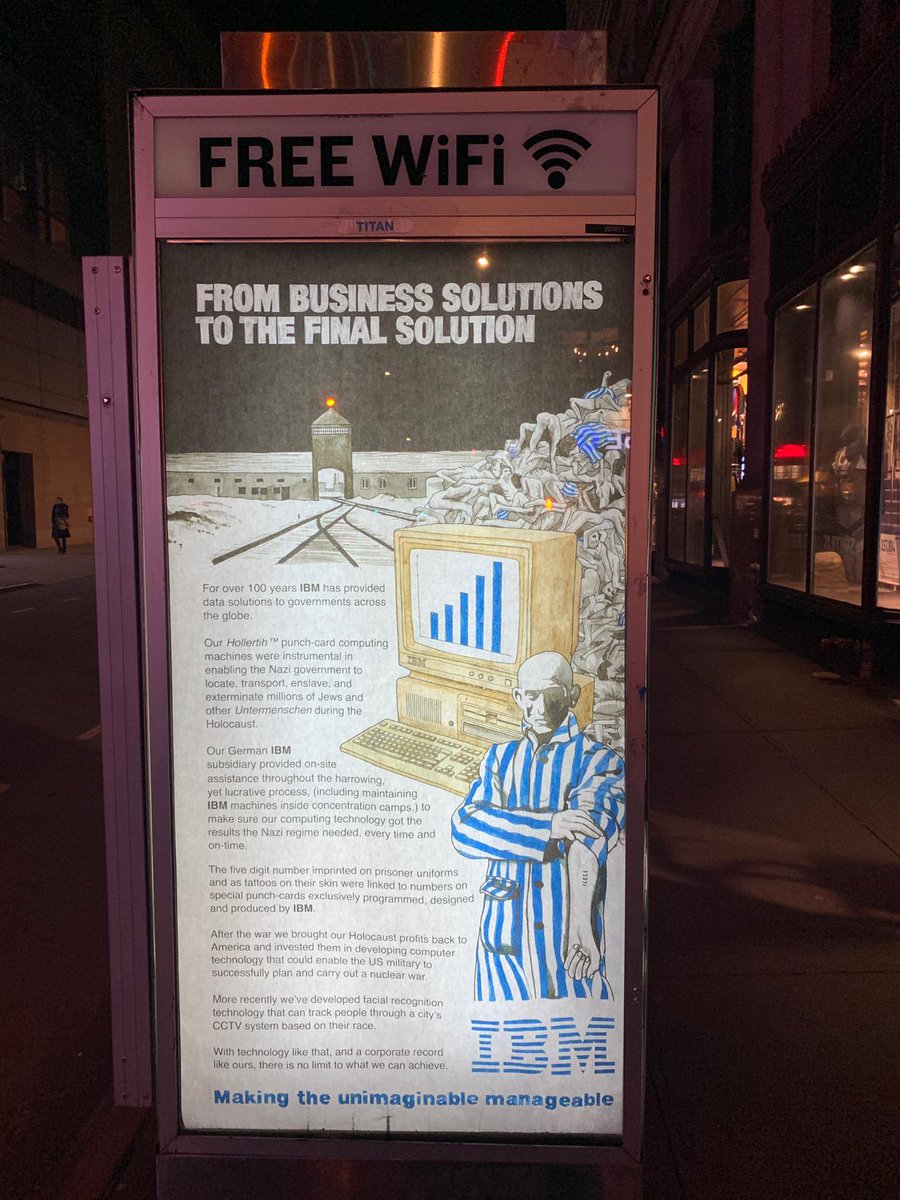 FREE WiFi
TITAN
FROM BUSINESS SOLUTIONS
TO THE FINAL SOLUTION
For over 100 years IBM has provided
data solutions to governments across
the globe.
Our Hollertih™ punch-card computing
machines were instrumental in
enabling the Nazi government to
locate, transport, enslave, and
exterminate millions of Jews and
other Untermenschen during the
Holocaust.
Our German IBM
subsidiary provided on-site
assistance throughout the harrowing,
yet lucrative process, (including maintaining
IBM machines inside concentration camps,) to
make sure our computing technology got the
results the Nazi regime needed, every time and
on-time.
The five digit number imprinted on prisoner uniforms
and as tattoos on their skin were linked to numbers on
special punch-cards exclusively programmed, designed
and produced by IBM.
After the war we brought our Holocaust profits back to
America and invested them in developing computer
technology that could enable the US military to
successfully plan and carry out a nuclear war.
More recently we've developed facial recognition
technology that can track people through a city's
CCTV system based on their race.
With technology like that, and a corporate record
like ours, there is no limit to what we can achieve.
IBM
IBM
Making the unimaginable manageable